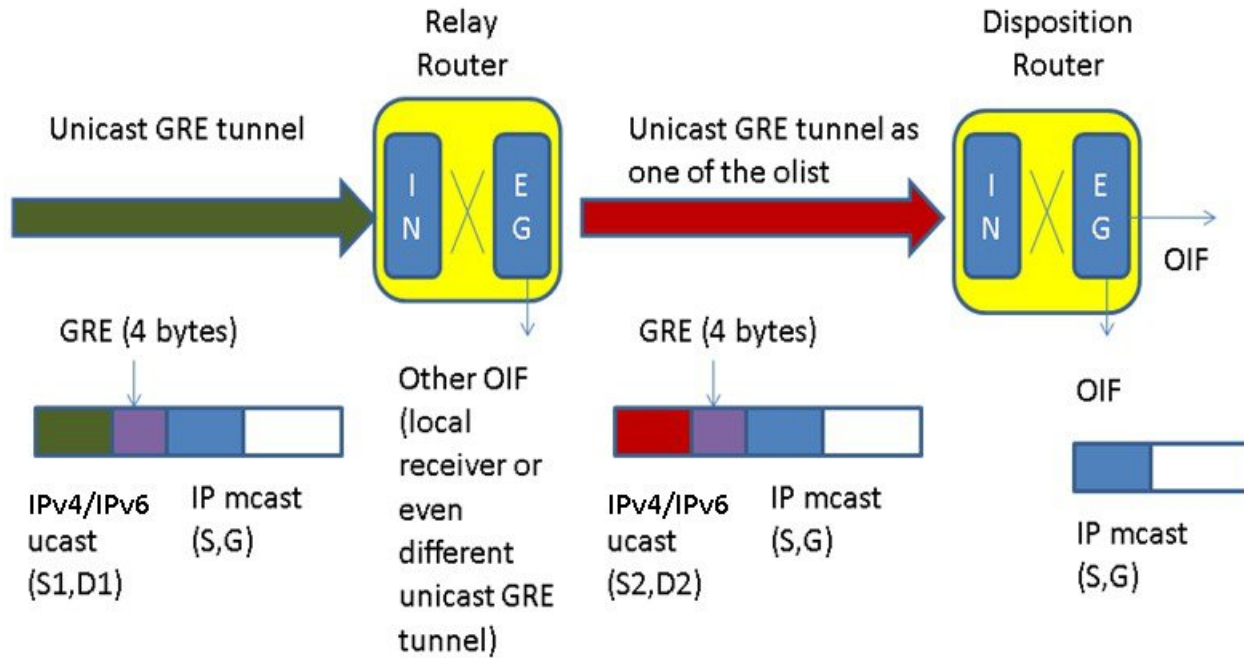 Relay
Router
Disposition
Router
Unicast GRE tunnel
Unicast GRE tunnel as
one of the olist
I
N
E
G
I
N
E
G
OIF
GRE (4 bytes)
IPv4/IPv6
ucast
(S1,D1)
IP mcast
(S,G)
Other OIF
(local
receiver or
even
different
unicast GRE
tunnel)
GRE (4 bytes)
IPv4/IPv6
ucast
(S2,D2)
IP mcast
(S,G)
OIF
IP mcast
(S,G)